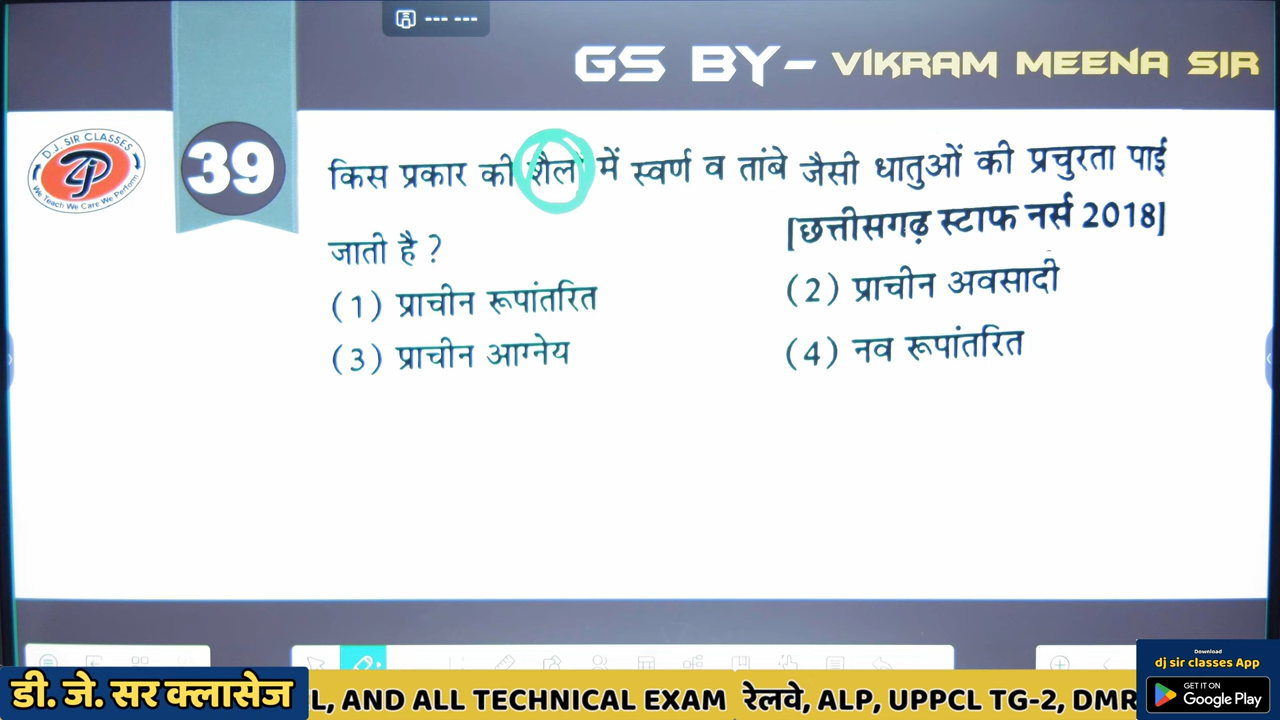 --- ---
GS BY- VIKRAM MEENA SIR
D.J. SIR CLASSES
We Teach We Care We Perform
39
किस प्रकार की शैलों में स्वर्ण व तांबे जैसी धातुओं की प्रचुरता पाई
जाती है ?
[छत्तीसगढ़ स्टाफ नर्स 2018]
(1) प्राचीन रूपांतरित
(2) प्राचीन अवसादी
(3) प्राचीन आग्नेय
(4) नव रूपांतरित
डी. जे. सर क्लासेज
L, AND ALL TECHNICAL EXAM रेलवे, ALP, UPPCL TG-2, DMR
Download
dj sir classes App
GET IT ON
Google Play